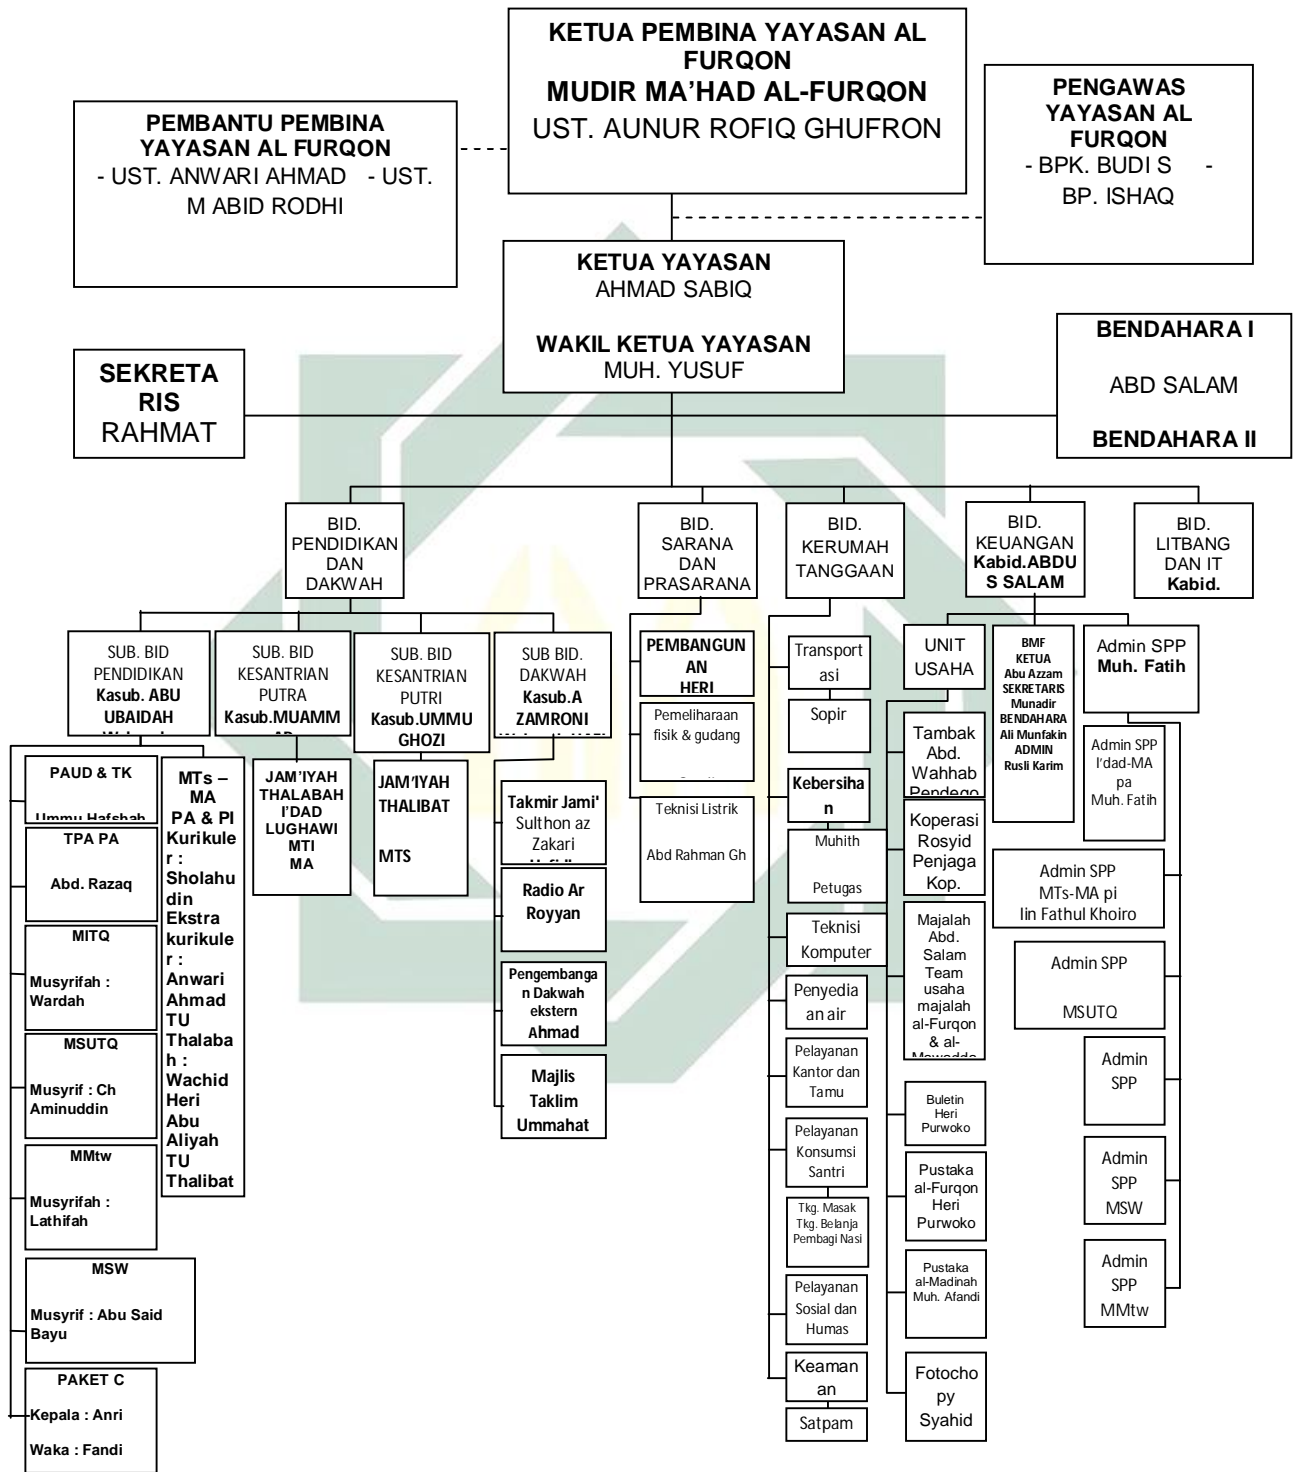 KETUA PEMBINA YAYASAN AL
FURQON
MUDIR MA'HAD AL-FURQON
UST. AUNUR ROFIQ GHUFRON
PEMBANTU PEMBINA
YAYASAN AL FURQON
- UST. ANWARI AHMAD - UST.
M ABID RODHI
PENGAWAS
YAYASAN AL
FURQON
- BPK. BUDI S -
BP. ISHAQ
KETUA YAYASAN
AHMAD SABIQ
WAKIL KETUA YAYASAN
MUH. YUSUF
SEKRETA
RIS
RAHMAT
BENDAHARA I
ABD SALAM
BENDAHARA II
BID.
PENDIDIKAN
DAN
DAKWAH
BID.
SARANA
DAN
PRASARANA
BID.
KERUMAH
TANGGAAN
BID.
KEUANGAN
Kabid.ABDU
S SALAM
BID.
LITBANG
DAN IT
Kabid.
SUB. BID
PENDIDIKAN
Kasub. ABU
UBAIDAH
SUB. BID
KESANTRIAN
PUTRA
Kasub.MUAMM
SUB. BID
KESANTRIAN
PUTRI
Kasub.UMMU
GHOZI
SUB BID.
DAKWAH
Kasub.A
ZAMRONI
PAUD & TK
Ummu Hafshah
TPA PA
Abd. Razaq
MITQ
Musyrifah :
Wardah
MSUTQ
Musyrif : Ch
Aminuddin
MMtw
Musyrifah :
Lathifah
MSW
Musyrif : Abu Said
Bayu
PAKET C
Kepala : Anri
Waka : Fandi
MTs –
MA
PA & PI
Kurikule
r :
Sholahu
din
Ekstra
kurikule
r :
Anwari
Ahmad
TU
Thalaba
h :
Wachid
Heri
Abu
Aliyah
TU
Thalibat
JAM'IYAH
THALABAH
I'DAD
LUGHAWI
MTI
MA
JAM'IYAH
THALIBAT
MTS
Takmir Jami'
Sulthon az
Zakari
Radio Ar
Royyan
Pengembanga
n Dakwah
ekstern
Ahmad
Majlis
Taklim
Ummahat
PEMBANGUN
AN
HERI
Pemeliharaan
fisik & gudang
Teknisi Listrik
Abd Rahman Gh
Transport
asi
Sopir
Kebersiha
n
Muhith
Petugas
Teknisi
Komputer
Penyedia
an air
Pelayanan
Kantor dan
Tamu
Pelayanan
Konsumsi
Santri
Tkg. Masak
Tkg. Belanja
Pembagi Nasi
Pelayanan
Sosial dan
Humas
Keaman
an
Satpam
UNIT
USAHA
Tambak
Abd.
Wahhab
Pendego
Koperasi
Rosyid
Penjaga
Kop.
Majalah
Abd.
Salam
Team
usaha
majalah
al-Furqon
& al-
Mawadda
Buletin
Heri
Purwoko
Pustaka
al-Furqon
Heri
Purwoko
Pustaka
al-Madinah
Muh. Afandi
Fotocho
py
Syahid
BMF
KETUA
Abu Azzam
SEKRETARIS
Munadir
BENDAHARA
Ali Munfakin
ADMIN
Rusli Karim
Admin SPP
Muh. Fatih
Admin SPP
I'dad-MA
pa
Muh. Fatih
Admin SPP
MTs-MA pi
Iin Fathul Khoiro
Admin SPP
MSUTQ
Admin
SPP
Admin
SPP
MSW
Admin
SPP
MMtw